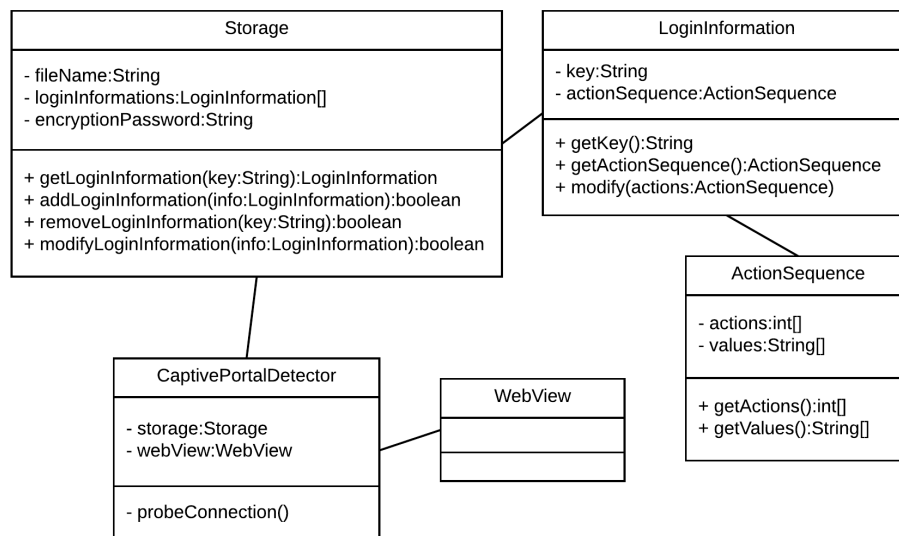 Storage
- fileName:String
- loginInformations:LoginInformation[]
- encryptionPassword:String
+ getLoginInformation(key:String):LoginInformation
+ addLoginInformation(info:LoginInformation):boolean
+ removeLoginInformation(key:String):boolean
+ modifyLoginInformation(info:LoginInformation):boolean
LoginInformation
- key:String
- actionSequence:ActionSequence
+ getKey():String
+ getActionSequence():ActionSequence
+ modify(actions:ActionSequence)
ActionSequence
- actions:int[]
- values:String[]
+ getActions():int[]
+ getValues():String[]
CaptivePortalDetector
- storage:Storage
- webView:WebView
- probeConnection()
WebView